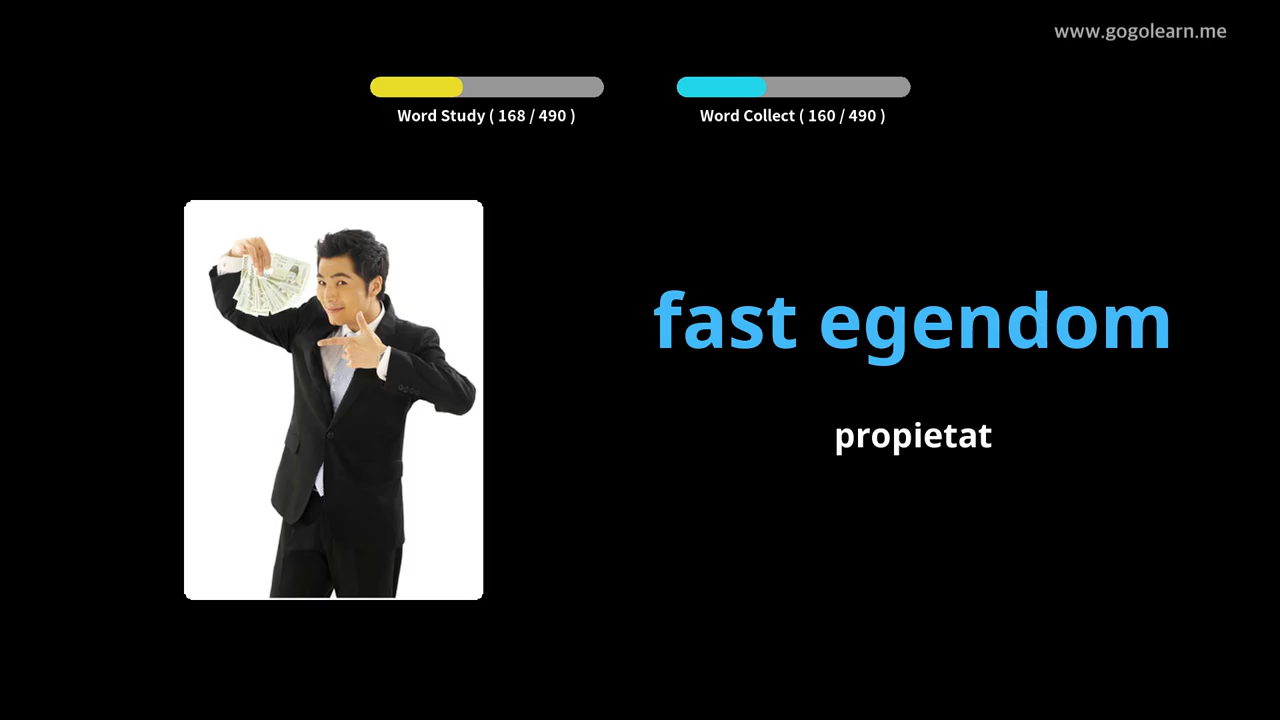 www.gogolearn.me
Word Study ( 168 / 490 )
Word Collect ( 160 / 490 )
fast egendom
propietat